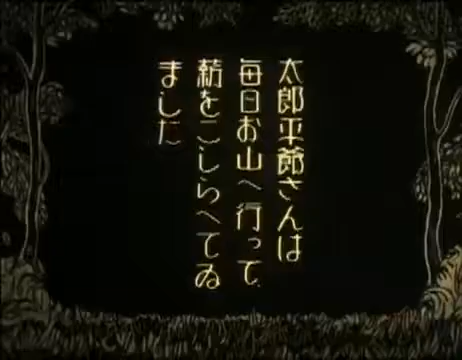 太郎平爺さんは
毎日お山へ行って、
薪をこしらへてゐ
ました